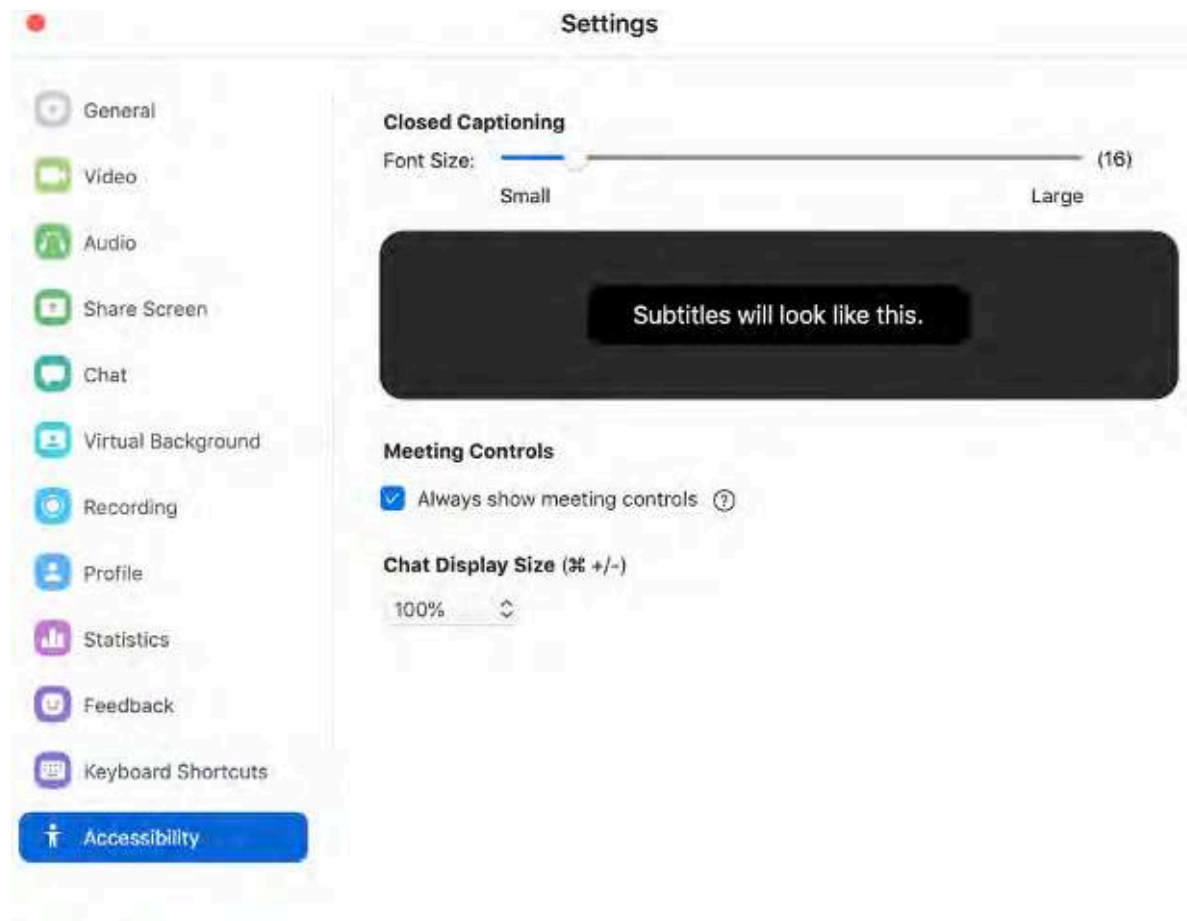 Settings
General
Video
Audio
Share Screen
Chat
Virtual Background
Recording
Profile
Statistics
Feedback
Keyboard Shortcuts
Accessibility
Closed Captioning
Font Size: (16)
Small Large
Subtitles will look like this.
Meeting Controls
Always show meeting controls ?
Chat Display Size (⌘ +/-)
100%